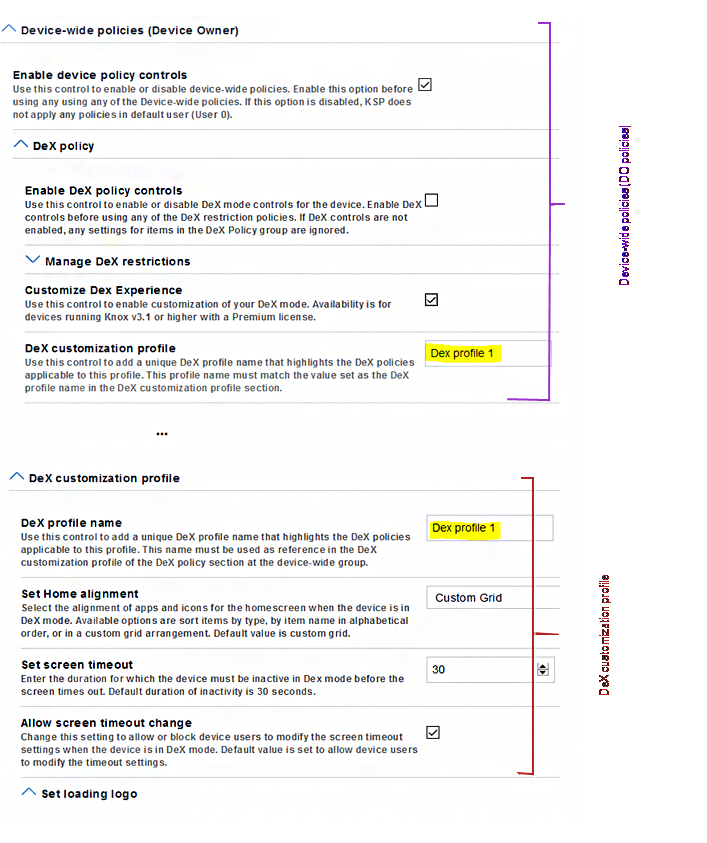 Device-wide policies (Device Owner)
Enable device policy controls
Use this control to enable or disable device-wide policies. Enable this option before
using any using any of the Device-wide policies. If this option is disabled, KSP does
not apply any policies in default user (User 0).
DeX policy
Enable DeX policy controls
Use this control to enable or disable DeX mode controls for the device. Enable DeX
controls before using any of the DeX restriction policies. If DeX controls are not
enabled, any settings for items in the DeX Policy group are ignored.
Manage DeX restrictions
Customize Dex Experience
Use this control to enable customization of your DeX mode. Availability is for
devices running Knox v3.1 or higher with a Premium license.
DeX customization profile
Dex profile 1
Use this control to add a unique DeX profile name that highlights the DeX policies
applicable to this profile. This profile name must match the value set as the DeX
profile name in the DeX customization profile section.
Device-wide policies (DO policies)
...
DeX customization profile
DeX profile name
Dex profile 1
Use this control to add a unique DeX profile name that highlights the DeX policies
applicable to this profile. This name must be used as reference in the DeX
customization profile of the DeX policy section at the device-wide group.
Set Home alignment
Custom Grid
Select the alignment of apps and icons for the homescreen when the device is in
DeX mode. Available options are sort items by type, by item name in alphabetical
order, or in a custom grid arrangement. Default value is custom grid.
Set screen timeout
30
Enter the duration for which the device must be inactive in Dex mode before the
screen times out. Default duration of inactivity is 30 seconds.
Allow screen timeout change
Change this setting to allow or block device users to modify the screen timeout
settings when the device is in DeX mode. Default value is set to allow device users
to modify the timeout settings.
Set loading logo
DeX customization profile